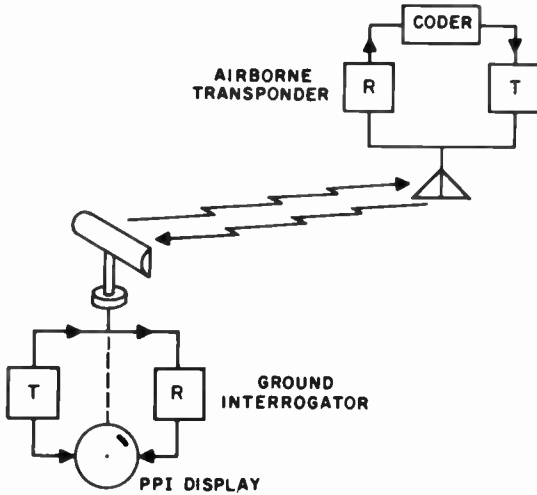 CODER
AIRBORNE
TRANSPONDER
R
T
T
R
GROUND
INTERROGATOR
PPI DISPLAY